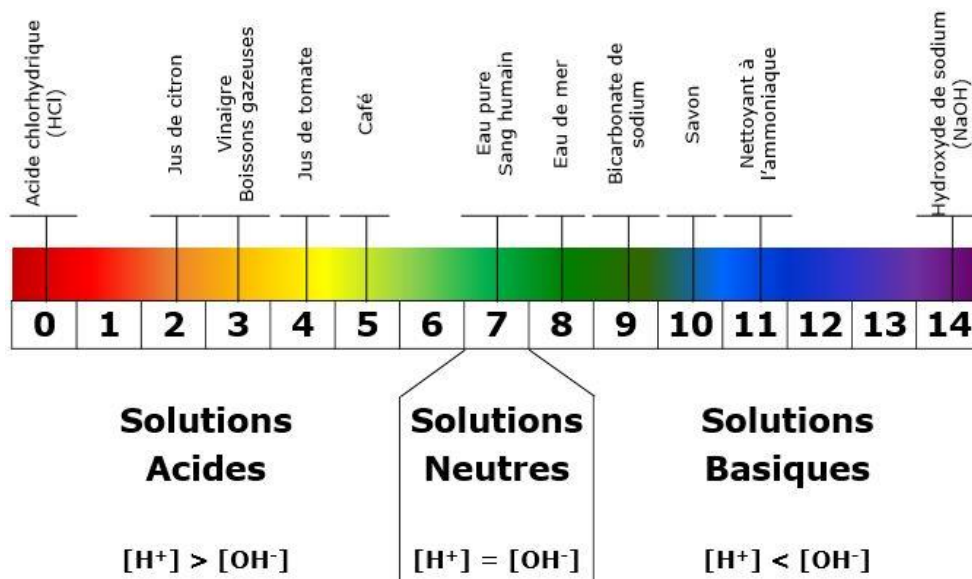 Acide chlorhydrique
(HCl)
Jus de citron
Vinaigre
Boissons gazeuses
Jus de tomate
Café
Eau pure
Sang humain
Eau de mer
Bicarbonate de
sodium
Savon
Nettoyant à
l’ammoniaque
Hydroxyde de sodium
(NaOH)
0 1 2 3 4 5 6 7 8 9 10 11 12 13 14
Solutions
Acides
[H⁺] > [OH⁻]
Solutions
Neutres
[H⁺] = [OH⁻]
Solutions
Basiques
[H⁺] < [OH⁻]